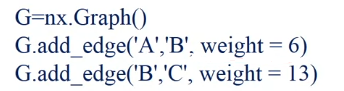 G=nx.Graph()
G.add_edge('A','B', weight = 6)
G.add_edge('B','C', weight = 13)